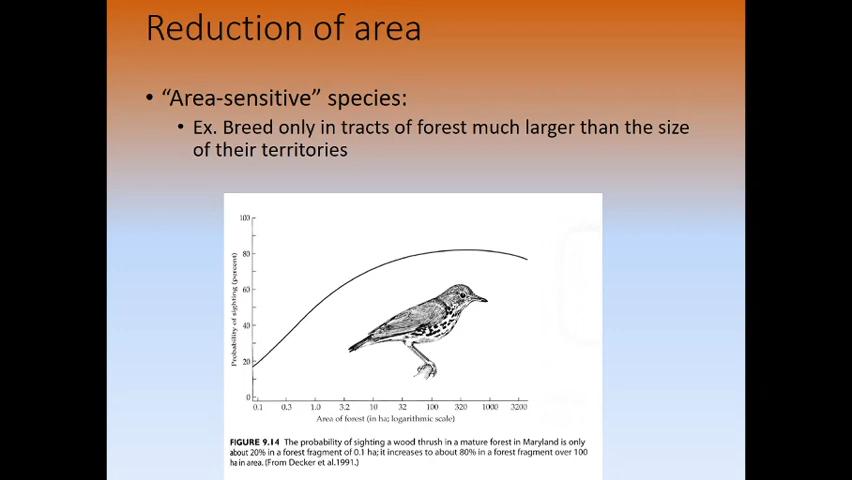 Reduction of area
• “Area-sensitive” species:
• Ex. Breed only in tracts of forest much larger than the size
of their territories
100
80
60
40
20
0
Probability of sighting (percent)
0.1 0.3 1.0 3.2 10 32 100 320 1000 3200
Area of forest (in ha; logarithmic scale)
FIGURE 9.14 The probability of sighting a wood thrush in a mature forest in Maryland is only
about 20% in a forest fragment of 0.1 ha; it increases to about 80% in a forest fragment over 100
ha in area. (From Decker et al.1991.)